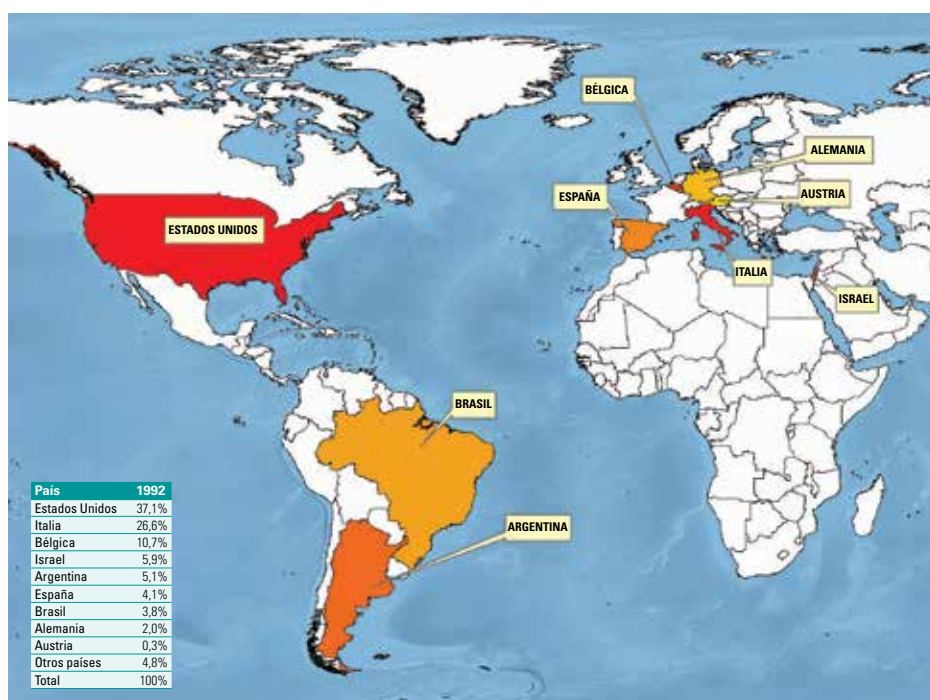 BÉLGICA
ALEMANIA
ESPAÑA
AUSTRIA
ESTADOS UNIDOS
ITALIA
ISRAEL
BRASIL
ARGENTINA
País 1992
Estados Unidos 37,1%
Italia 26,6%
Bélgica 10,7%
Israel 5,9%
Argentina 5,1%
España 4,1%
Brasil 3,8%
Alemania 2,0%
Austria 0,3%
Otros países 4,8%
Total 100%